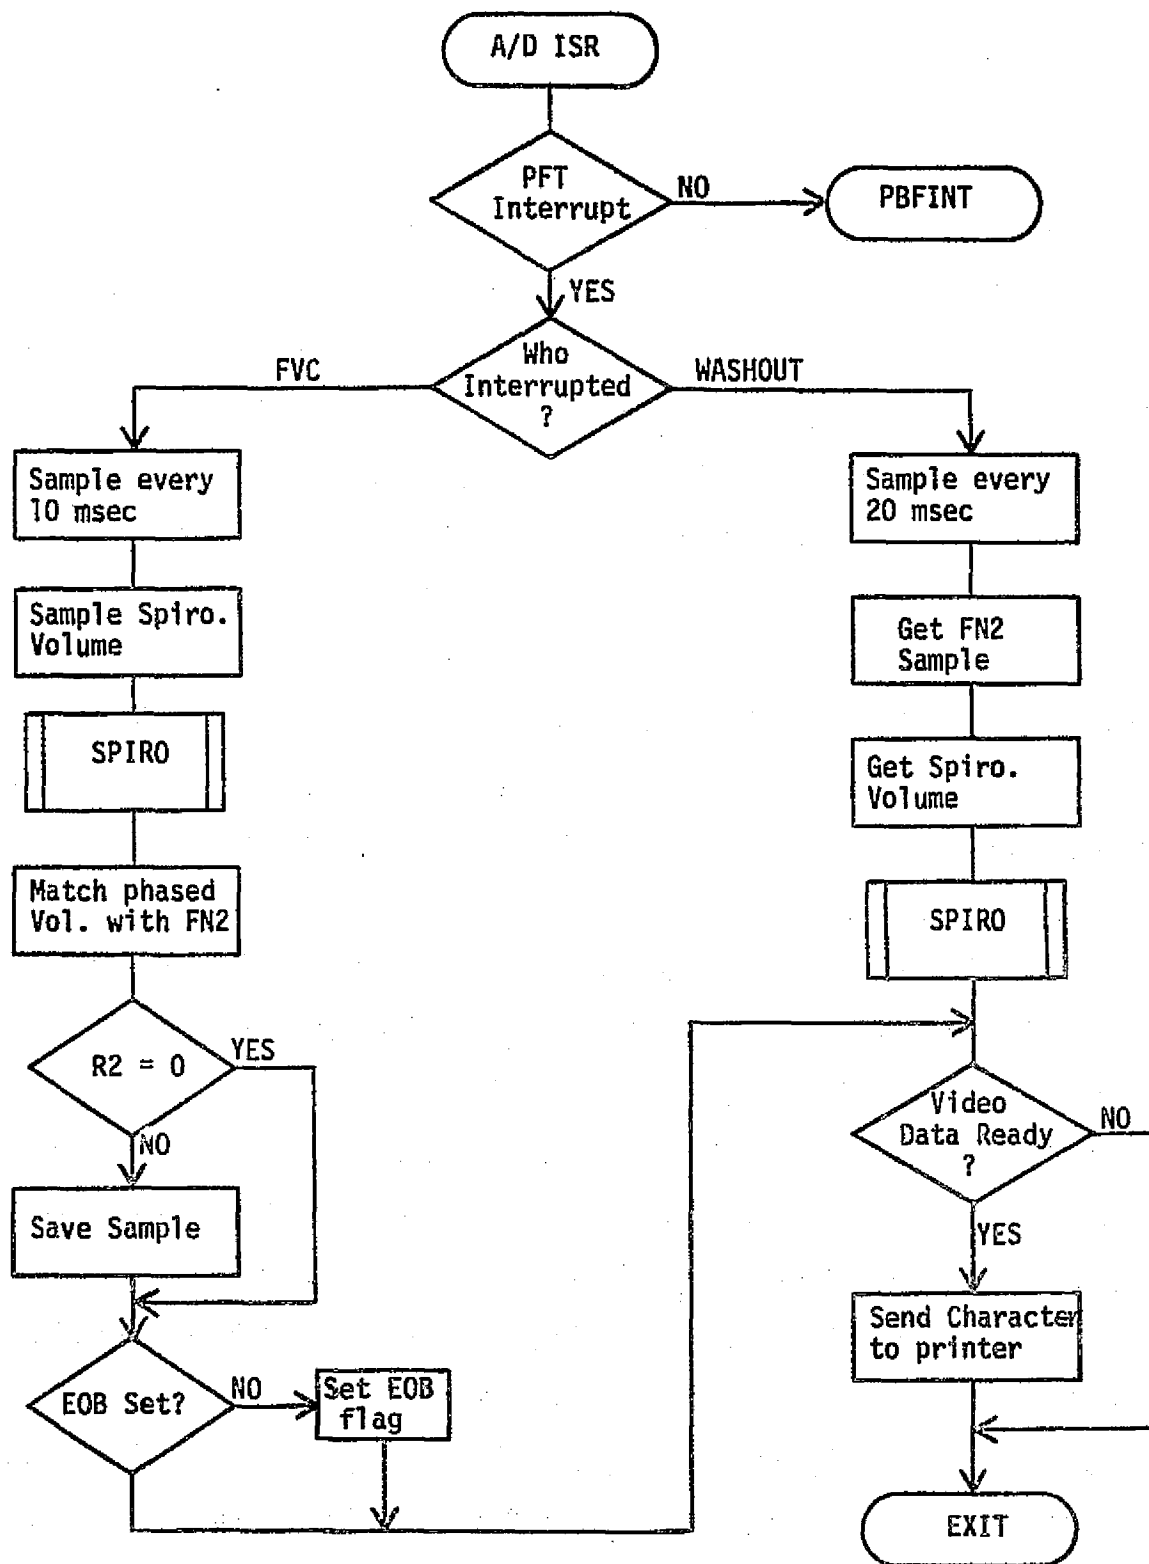 A/D ISR
PFT
Interrupt
NO
PBFINT
YES
Who
Interrupted
?
FVC
WASHOUT
Sample every
10 msec
Sample Spiro.
Volume
SPIRO
Match phased
Vol. with FN2
R2 = 0
YES
NO
Save Sample
EOB Set?
NO
Set EOB
flag
Sample every
20 msec
Get FN2
Sample
Get Spiro.
Volume
SPIRO
Video
Data Ready
?
NO
YES
Send Character
to printer
EXIT